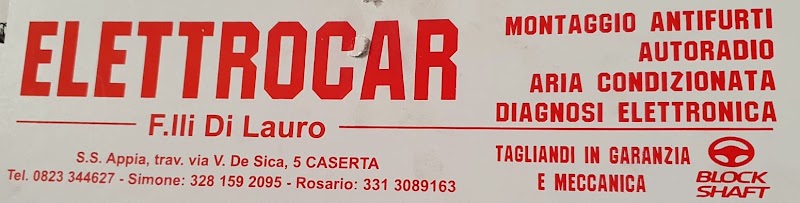 ELETTROCAR
F.lli Di Lauro
S.S. Appia, trav. via V. De Sica, 5 CASERTA
Tel. 0823 344627 - Simone: 328 159 2095 - Rosario: 331 3089163
MONTAGGIO ANTIFURTI
AUTORADIO
ARIA CONDIZIONATA
DIAGNOSI ELETTRONICA
TAGLIANDI IN GARANZIA
E MECCANICA
BLOCK
SHAFT